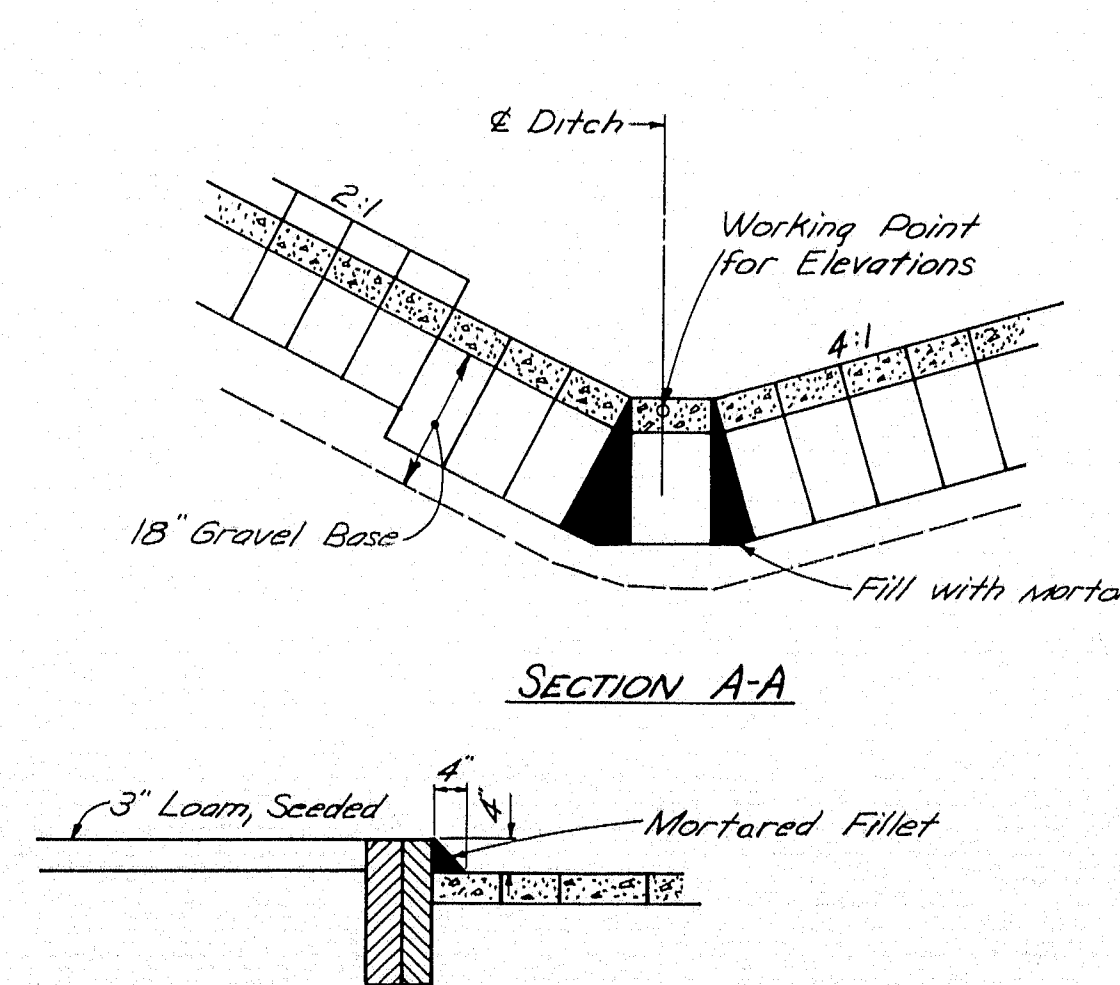 ℄ Ditch
2:1
Working Point
for Elevations
4:1
18" Gravel Base
Fill with Morta
SECTION A-A
4"
3" Loam, Seeded
4"
Mortared Fillet